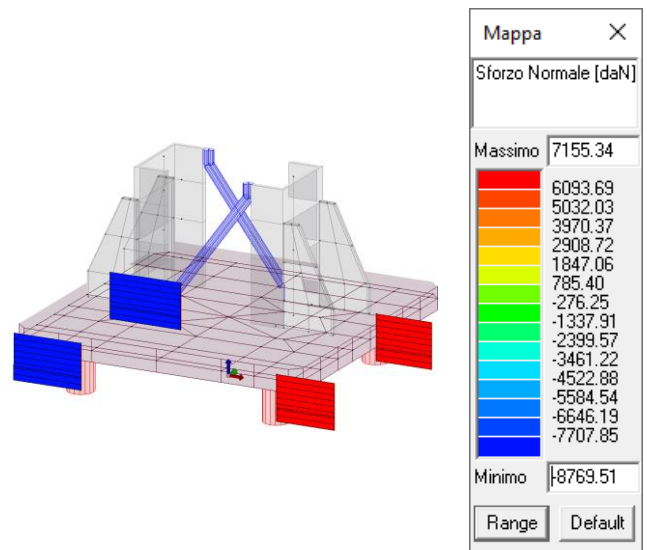 Mappa
Sforzo Normale [daN]
Massimo 7155.34
6093.69
5032.03
3970.37
2908.72
1847.06
785.40
-276.25
-1337.91
-2399.57
-3461.22
-4522.88
-5584.54
-6646.19
-7707.85
Minimo -8769.51
Range Default